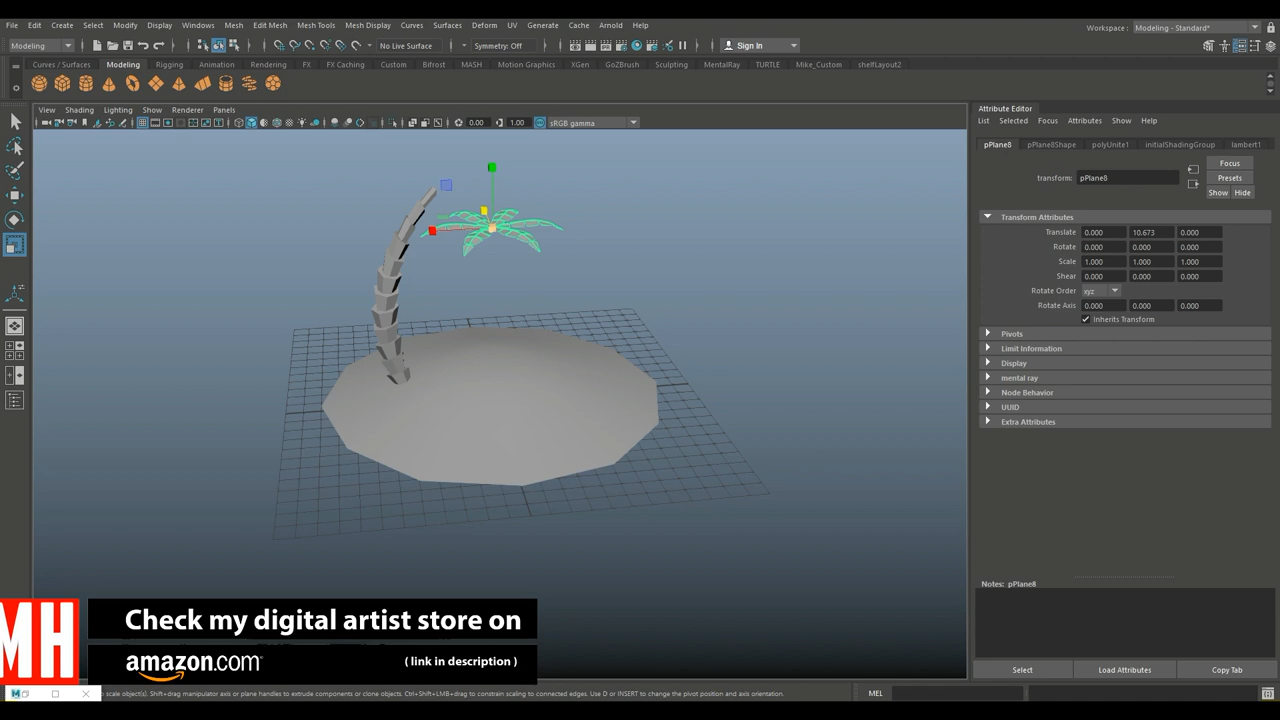 File Edit Create Select Modify Display Windows Mesh Edit Mesh Mesh Tools Mesh Display Curves Surfaces Deform UV Generate Cache Arnold Help
Workspace : Modeling - Standard*
Modeling No Live Surface Symmetry: Off Sign In
Curves / Surfaces Modeling Rigging Animation Rendering FX FX Caching Custom Bifrost MASH Motion Graphics XGen GoZBrush Sculpting MentalRay TURTLE Mike_Custom shelfLayout2
View Shading Lighting Show Renderer Panels
0.00 1.00 sRGB gamma
Attribute Editor
List Selected Focus Attributes Show Help
pPlane8 pPlane8Shape polyUnite1 initialShadingGroup lambert1
Focus
transform: pPlane8 Presets
Show Hide
Transform Attributes
Translate 0.000 10.673 0.000
Rotate 0.000 0.000 0.000
Scale 1.000 1.000 1.000
Shear 0.000 0.000 0.000
Rotate Order xyz
Rotate Axis 0.000 0.000 0.000
Inherits Transform
Pivots
Limit Information
Display
mental ray
Node Behavior
UUID
Extra Attributes
Notes: pPlane8
Select Load Attributes Copy Tab
MH
Check my digital artist store on
amazon.com ( link in description )
to scale object(s). Shift+drag manipulator axis or plane handles to extrude components or clone objects. Ctrl+Shift+LMB+drag to constrain scaling to connected edges. Use D or INSERT to change the pivot position and axis orientation.
MEL